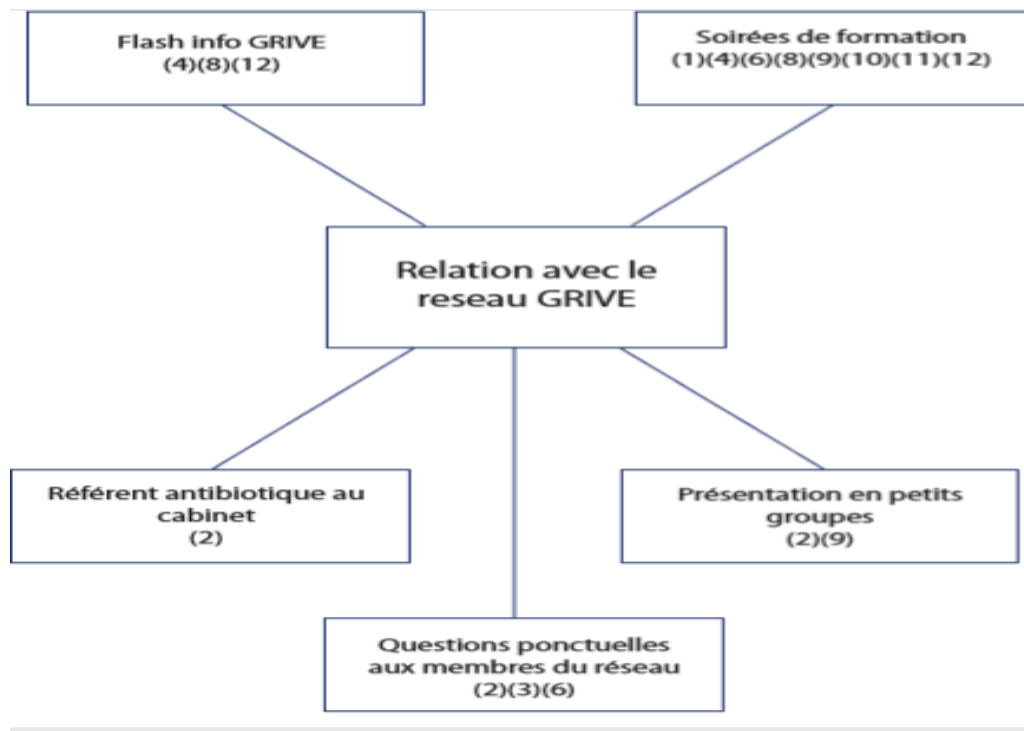 Flash info GRIVE
(4)(8)(12)
Soirées de formation
(1)(4)(6)(8)(9)(10)(11)(12)
Relation avec le
reseau GRIVE
Référent antibiotique au
cabinet
(2)
Présentation en petits
groupes
(2)(9)
Questions ponctuelles
aux membres du réseau
(2)(3)(6)